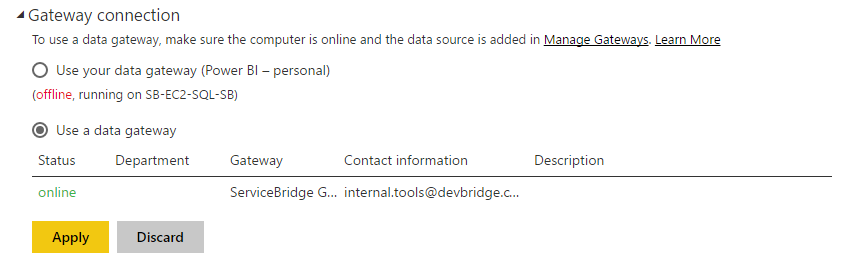 Gateway connection
To use a data gateway, make sure the computer is online and the data source is added in Manage Gateways. Learn More
Use your data gateway (Power BI – personal)
(offline, running on SB-EC2-SQL-SB)
Use a data gateway
Status Department Gateway Contact information Description
online ServiceBridge G... internal.tools@devbridge.c...
Apply Discard